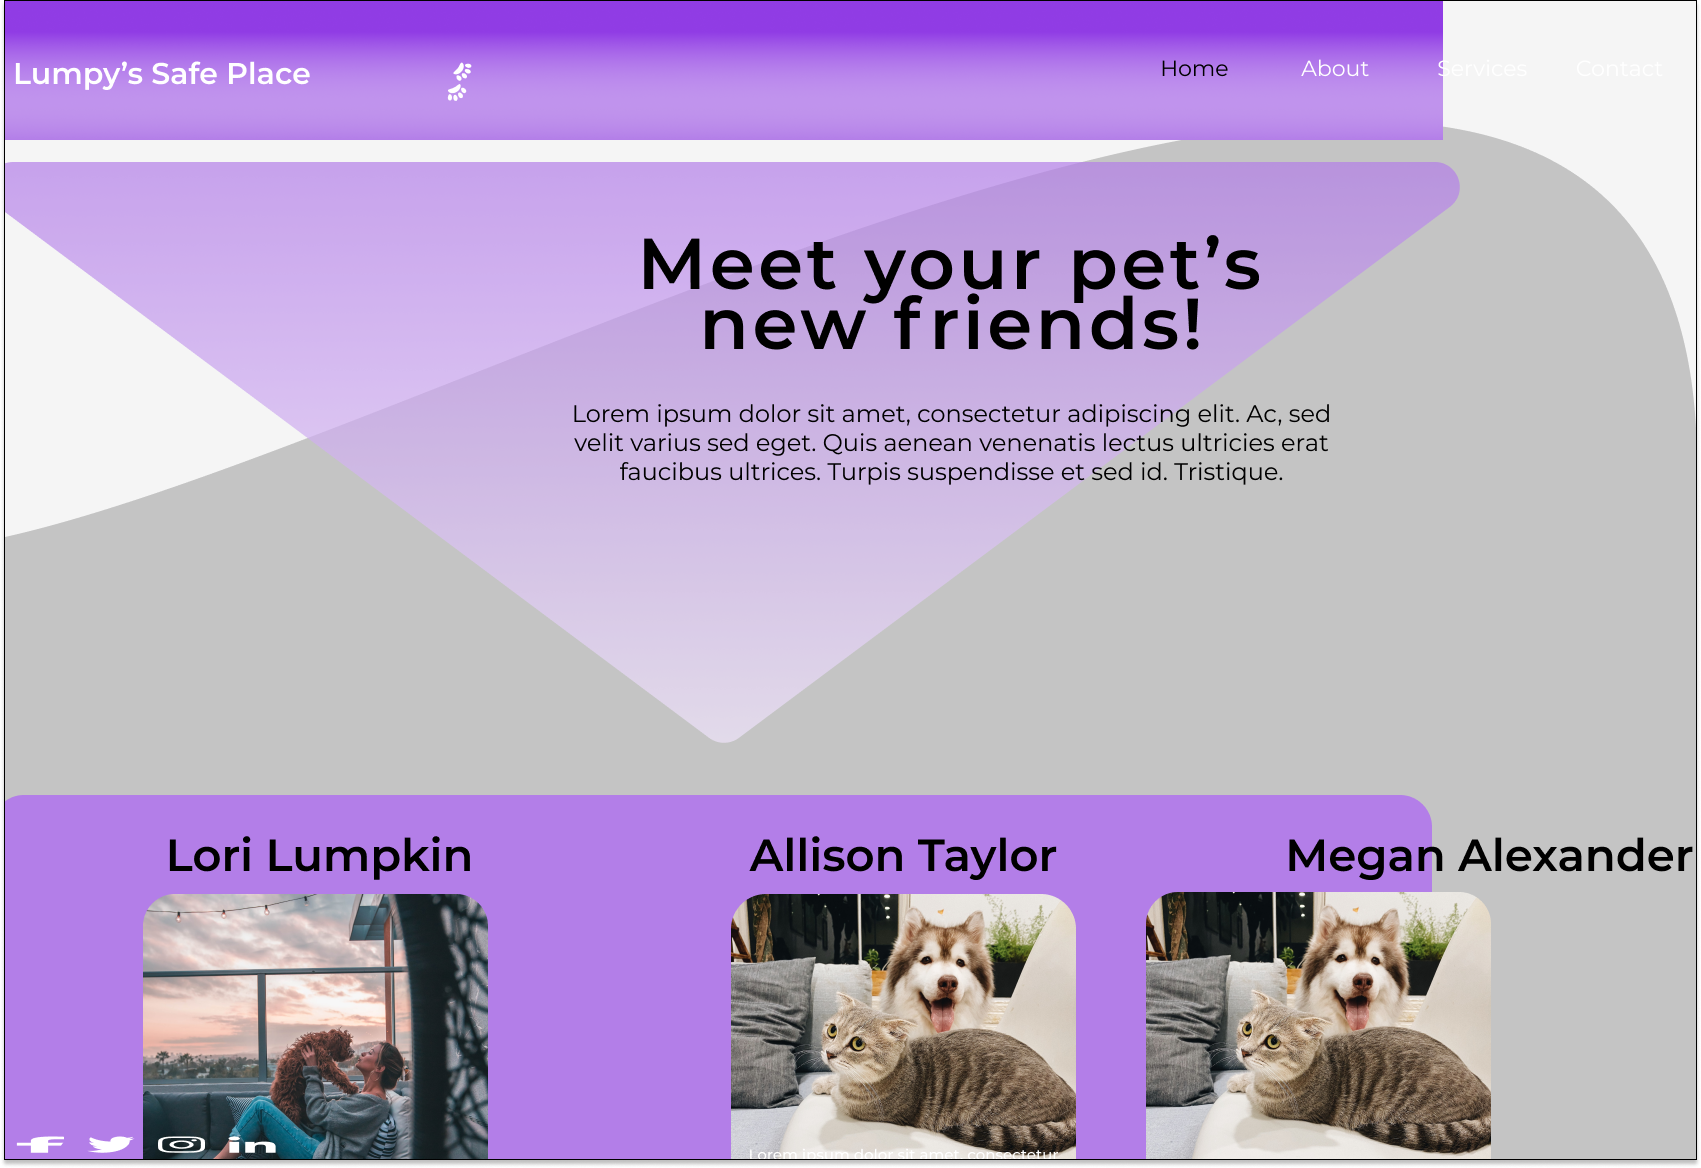 Lumpy’s Safe Place
Home About Services Contact
Meet your pet’s
new friends!
Lorem ipsum dolor sit amet, consectetur adipiscing elit. Ac, sed
velit varius sed eget. Quis aenean venenatis lectus ultricies erat
faucibus ultrices. Turpis suspendisse et sed id. Tristique.
Lori Lumpkin
Allison Taylor
Megan Alexander
Lorem ipsum dolor sit amet, consectetur